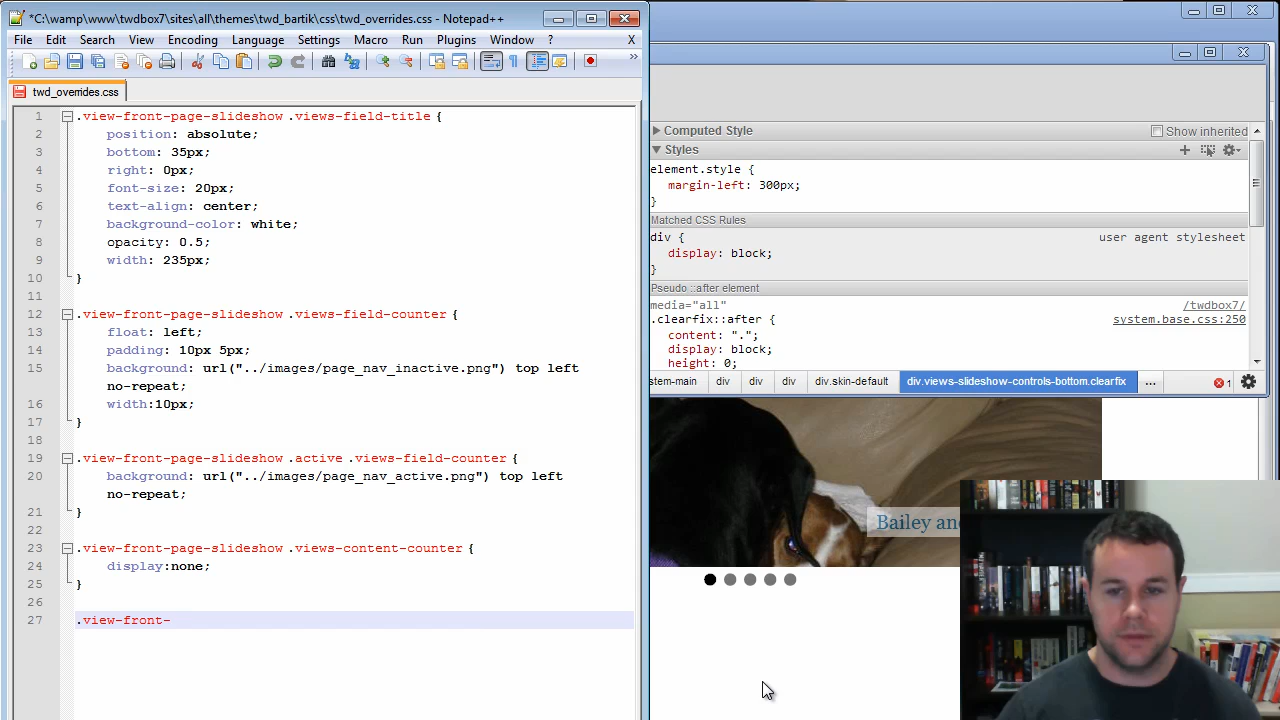 *C:\wamp\www\twdbox7\sites\all\themes\twd_bartik\css\twd_overrides.css - Notepad++
File Edit Search View Encoding Language Settings Macro Run Plugins Window ? X
twd_overrides.css
1 .view-front-page-slideshow .views-field-title {
2 position: absolute;
3 bottom: 35px;
4 right: 0px;
5 font-size: 20px;
6 text-align: center;
7 background-color: white;
8 opacity: 0.5;
9 width: 235px;
10 }
11
12 .view-front-page-slideshow .views-field-counter {
13 float: left;
14 padding: 10px 5px;
15 background: url("../images/page_nav_inactive.png") top left
no-repeat;
16 width:10px;
17 }
18
19 .view-front-page-slideshow .active .views-field-counter {
20 background: url("../images/page_nav_active.png") top left
no-repeat;
21 }
22
23 .view-front-page-slideshow .views-content-counter {
24 display:none;
25 }
26
27 .view-front-
Computed Style Show inherited
Styles
element.style {
margin-left: 300px;
}
Matched CSS Rules
div { user agent stylesheet
display: block;
}
Pseudo ::after element
media="all" /twdbox7/
.clearfix::after { system.base.css:250
content: ".";
display: block;
height: 0;
stem-main div div div div.skin-default div.views-slideshow-controls-bottom.clearfix ... 1
Bailey and